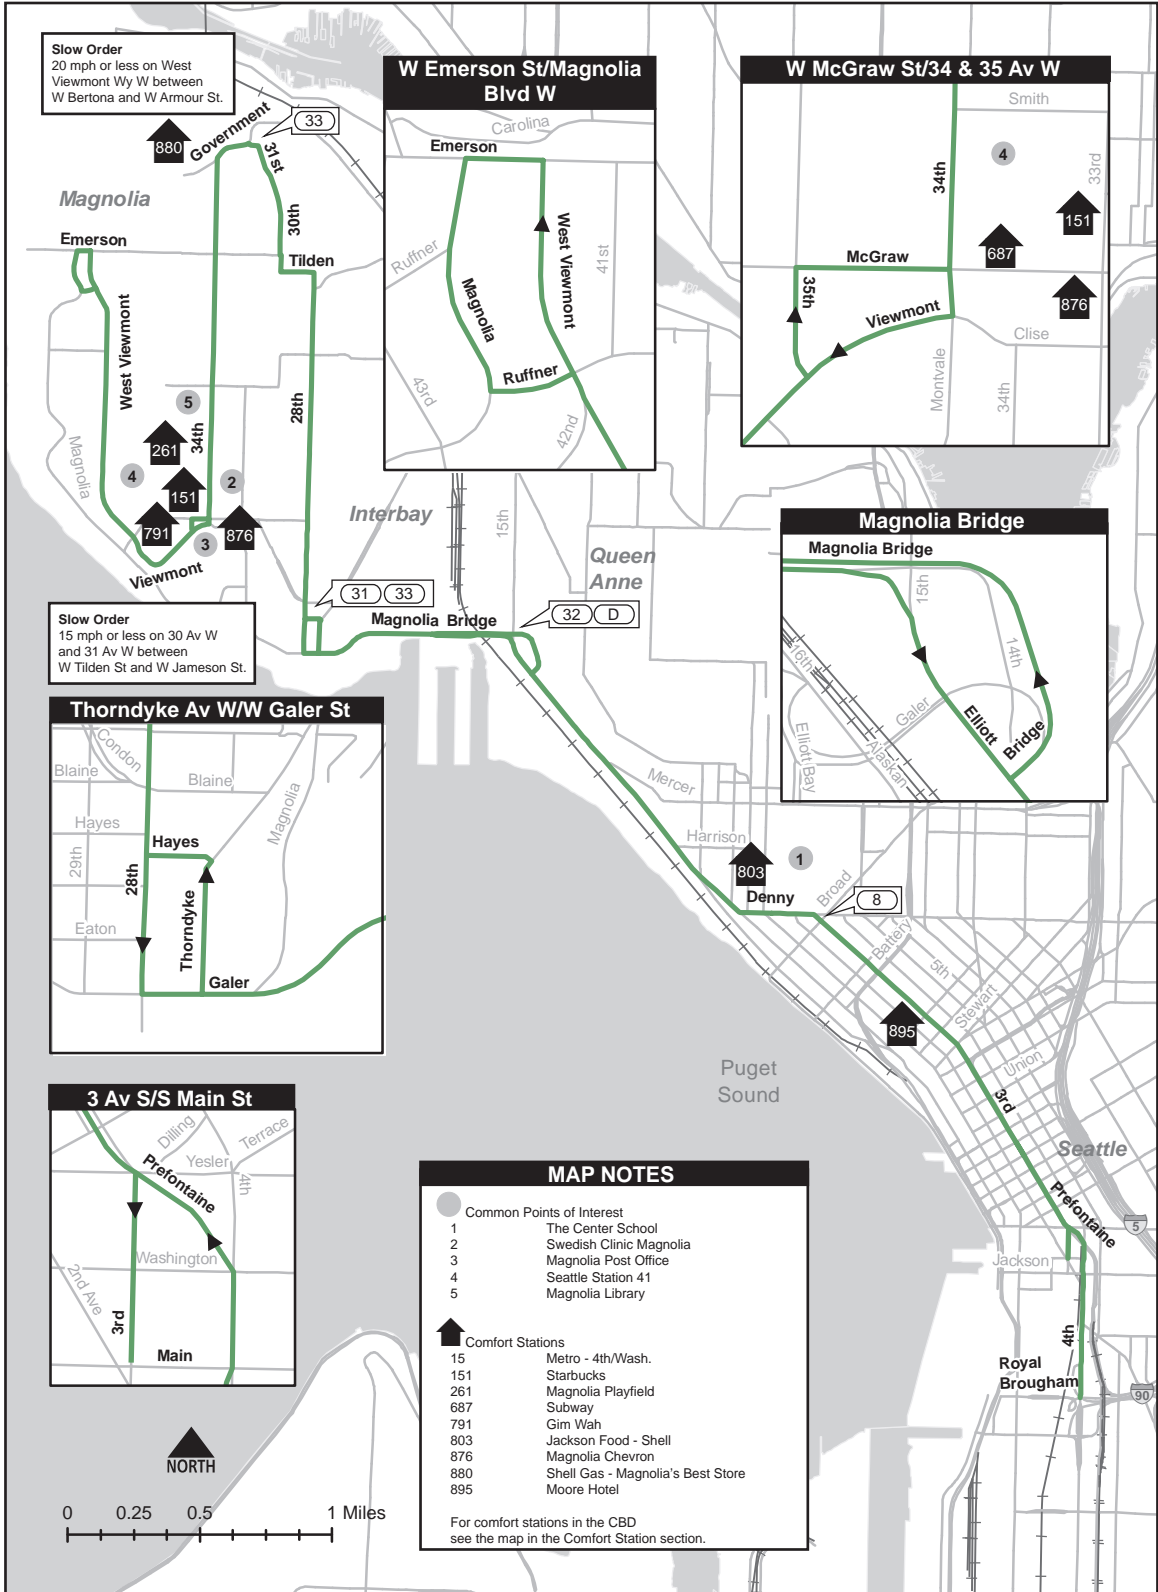 Slow Order
20 mph or less on West
Viewmont Wy W between
W Bertona and W Armour St.
880
Government
33
31st
30th
Magnolia
Emerson
Tilden
West Viewmont
34th
28th
Magnolia
5
261
4
151
2
791
3
876
Viewmont
Interbay
15th
Queen
Anne
31 33
Magnolia Bridge
32 D
Slow Order
15 mph or less on 30 Av W
and 31 Av W between
W Tilden St and W Jameson St.
W Emerson St/Magnolia
Blvd W
Carolina
Emerson
Ruffner
West Viewmont
41st
Magnolia
Ruffner
43rd
42nd
W McGraw St/34 & 35 Av W
Smith
34th
4
33rd
151
687
McGraw
35th
876
Viewmont
Clise
Montvale
34th
Magnolia Bridge
Magnolia Bridge
15th
16th
14th
Galer
Elliott
Bridge
Elliott Bay
Alaskan
Thorndyke Av W/W Galer St
Condon
Blaine
Blaine
Magnolia
Hayes
Hayes
29th
28th
Thorndyke
Eaton
Galer
Mercer
Harrison
803
1
Denny
Broad
8
Battery
5th
895
Stewart
Union
3rd
Puget
Sound
Seattle
Prefontaine
5
Jackson
4th
Royal
Brougham
90
3 Av S/S Main St
Dilling
Terrace
Yesler
Prefontaine
4th
Washington
2nd Ave
3rd
Main
MAP NOTES
Common Points of Interest
1 The Center School
2 Swedish Clinic Magnolia
3 Magnolia Post Office
4 Seattle Station 41
5 Magnolia Library
Comfort Stations
15 Metro - 4th/Wash.
151 Starbucks
261 Magnolia Playfield
687 Subway
791 Gim Wah
803 Jackson Food - Shell
876 Magnolia Chevron
880 Shell Gas - Magnolia's Best Store
895 Moore Hotel
For comfort stations in the CBD
see the map in the Comfort Station section.
NORTH
0 0.25 0.5 1 Miles